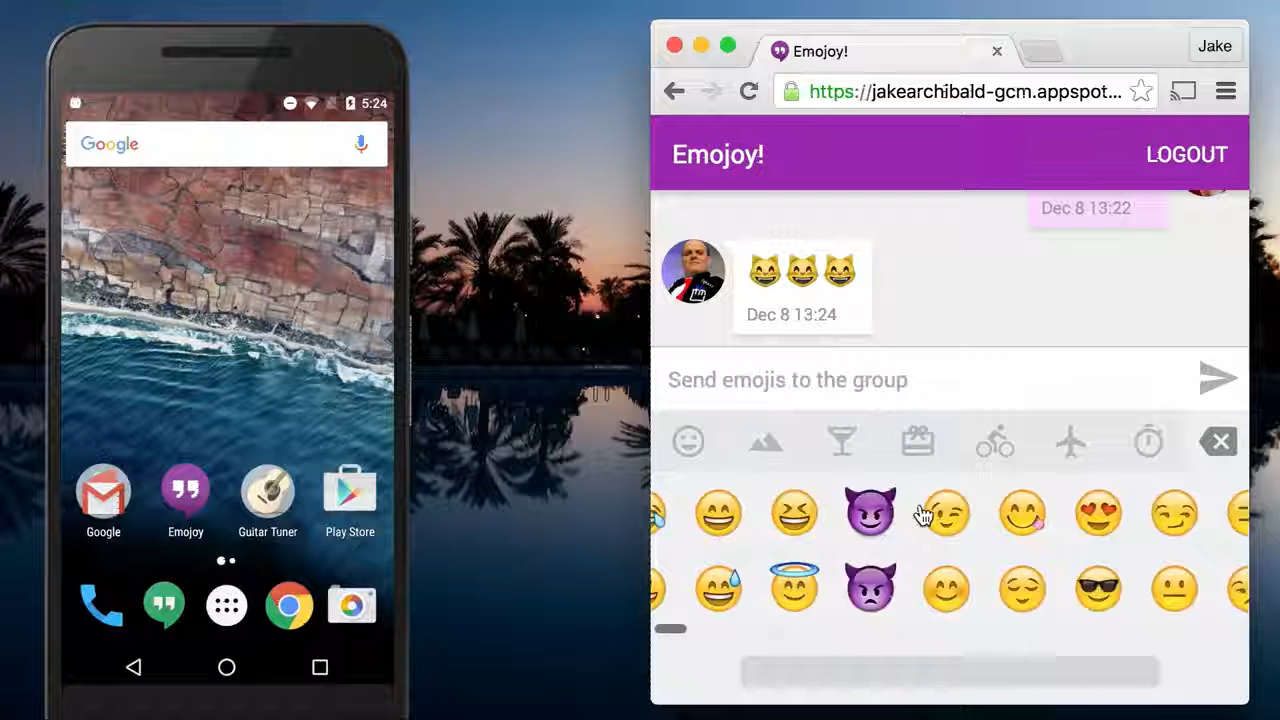 5:24
Google
Google
Emojoy
Guitar Tuner
Play Store
Emojoy!
Jake
https://jakearchibald-gcm.appspot...
Emojoy!
LOGOUT
Dec 8 13:22
Dec 8 13:24
Send emojis to the group